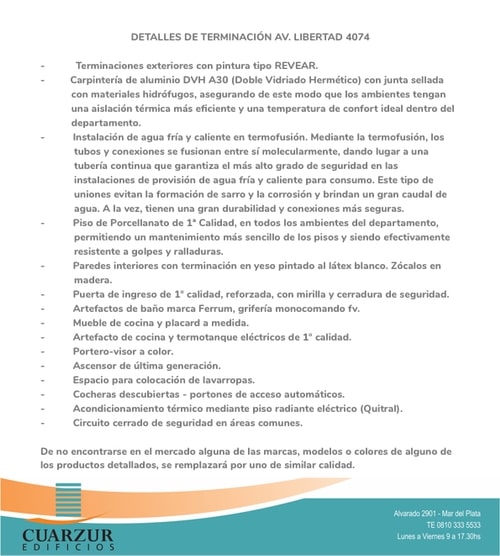 DETALLES DE TERMINACIÓN AV. LIBERTAD 4074
- Terminaciones exteriores con pintura tipo REVEAR.
- Carpintería de aluminio DVH A30 (Doble Vidriado Hermético) con junta sellada
con materiales hidrófugos, asegurando de este modo que los ambientes tengan
una aislación térmica más eficiente y una temperatura de confort ideal dentro del
departamento.
- Instalación de agua fría y caliente en termofusión. Mediante la termofusión, los
tubos y conexiones se fusionan entre sí molecularmente, dando lugar a una
tubería continua que garantiza el más alto grado de seguridad en las
instalaciones de provisión de agua fría y caliente para consumo. Este tipo de
uniones evitan la formación de sarro y la corrosión y brindan un gran caudal de
agua. A la vez, tienen una gran durabilidad y conexiones más seguras.
- Piso de Porcellanato de 1ª Calidad, en todos los ambientes del departamento,
permitiendo un mantenimiento más sencillo de los pisos y siendo efectivamente
resistente a golpes y ralladuras.
- Paredes interiores con terminación en yeso pintado al látex blanco. Zócalos en
madera.
- Puerta de ingreso de 1° calidad, reforzada, con mirilla y cerradura de seguridad.
- Artefactos de baño marca Ferrum, grifería monocomando fv.
- Mueble de cocina y placard a medida.
- Artefacto de cocina y termotanque eléctricos de 1° calidad.
- Portero-visor a color.
- Ascensor de última generación.
- Espacio para colocación de lavarropas.
- Cocheras descubiertas - portones de acceso automáticos.
- Acondicionamiento térmico mediante piso radiante eléctrico (Quitral).
- Circuito cerrado de seguridad en áreas comunes.
De no encontrarse en el mercado alguna de las marcas, modelos o colores de alguno de
los productos detallados, se remplazará por uno de similar calidad.
CUARZUR
EDIFICIOS
Alvarado 2901 - Mar del Plata
TE 0810 333 5533
Lunes a Viernes 9 a 17.30hs